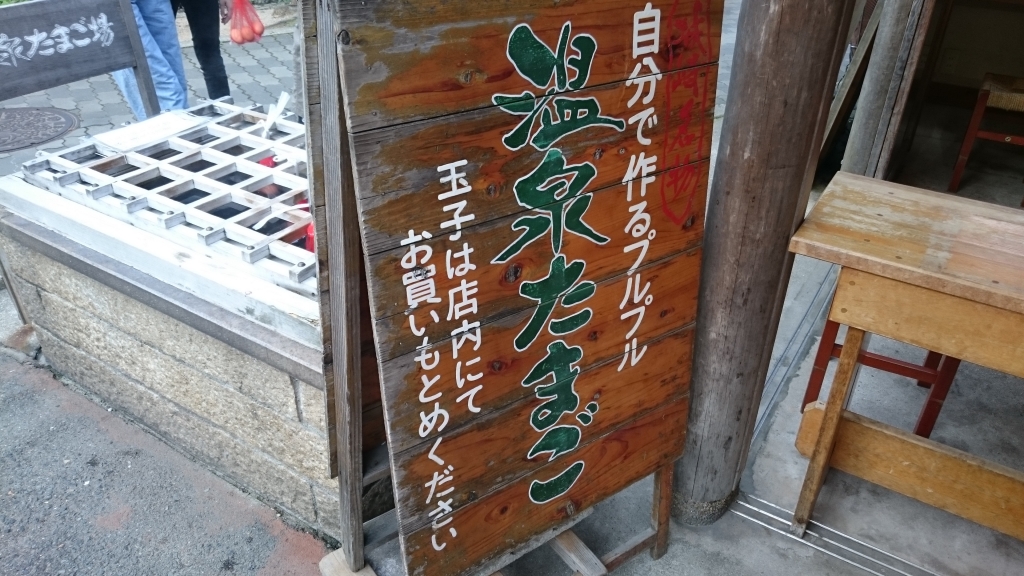 自分で作るプルプル
温泉たまご
玉子は店内にて
お買いもとめください
泉たまご場